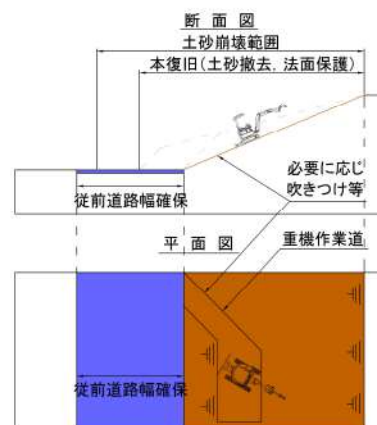 断面図
土砂崩壊範囲
本復旧(土砂撤去,法面保護)
必要に応じ
吹きつけ等
従前道路幅確保
平面図
重機作業道
従前道路幅確保